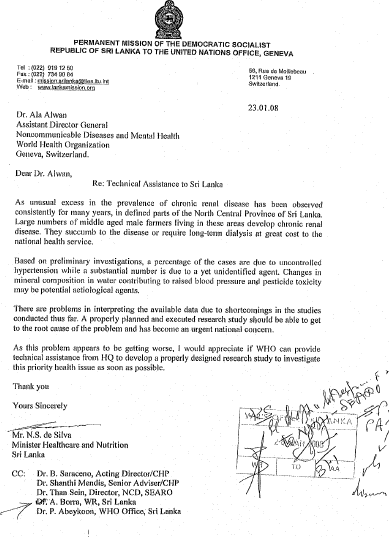 PERMANENT MISSION OF THE DEMOCRATIC SOCIALIST
REPUBLIC OF SRI LANKA TO THE UNITED NATIONS OFFICE, GENEVA
Tel : (022) 919 12 50
Fax : (022) 734 90 84
E-mail : mission.srilanka@ties.itu.int
Web : www.lankamission.org
56, Rue de Moillebeau
1211 Geneva 19
Switzerland.
23.01.08
Dr. Ala Alwan
Assistant Director General
Noncommunicable Diseases and Mental Health
World Health Organization
Geneva, Switzerland.
Dear Dr. Alwan,
Re: Technical Assistance to Sri Lanka
As unusual excess in the prevalence of chronic renal disease has been observed
consistently for many years, in defined parts of the North Central Province of Sri Lanka.
Large numbers of middle aged male farmers living in these areas develop chronic renal
disease. They succumb to the disease or require long-term dialysis at great cost to the
national health service.
Based on preliminary investigations, a percentage of the cases are due to uncontrolled
hypertension while a substantial number is due to a yet unidentified agent. Changes in
mineral composition in water contributing to raised blood pressure and pesticide toxicity
may be potential aetiological agents.
There are problems in interpreting the available data due to shortcomings in the studies
conducted thus far. A properly planned and executed research study should be able to get
to the root cause of the problem and has become an urgent national concern.
As this problem appears to be getting worse, I would appreciate if WHO can provide
technical assistance from HQ to develop a properly designed research study to investigate
this priority health issue as soon as possible.
Thank you
Yours Sincerely
Mr. N.S. de Silva
Minister Healthcare and Nutrition
Sri Lanka
CC: Dr. B. Saraceno, Acting Director/CHP
Dr. Shanthi Mendis, Senior Adviser/CHP
Dr. Than Sein, Director, NCD, SEARO
Dr. A. Borra, WR, Sri Lanka
Dr. P. Abeykoon, WHO Office, Sri Lanka
SEARO
LANKA
TO